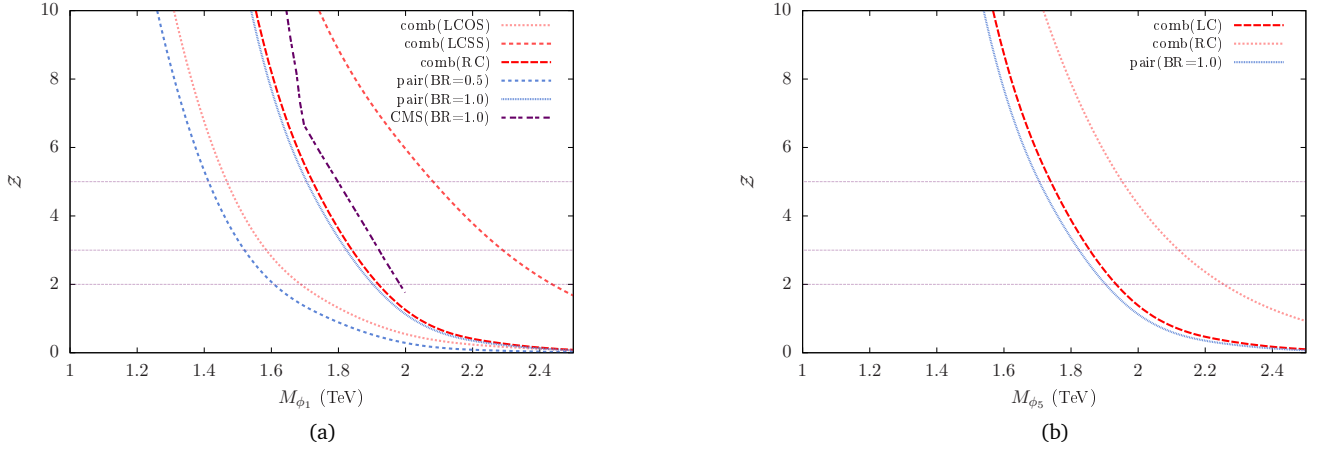 10
8
6
4
2
0
𝒵
comb(LCOS)
comb(LCSS)
comb(RC)
pair(BR=0.5)
pair(BR=1.0)
CMS(BR=1.0)
1 1.2 1.4 1.6 1.8 2 2.2 2.4
M_{ϕ_1} (TeV)
(a)
10
8
6
4
2
0
𝒵
comb(LC)
comb(RC)
pair(BR=1.0)
1 1.2 1.4 1.6 1.8 2 2.2 2.4
M_{ϕ_5} (TeV)
(b)